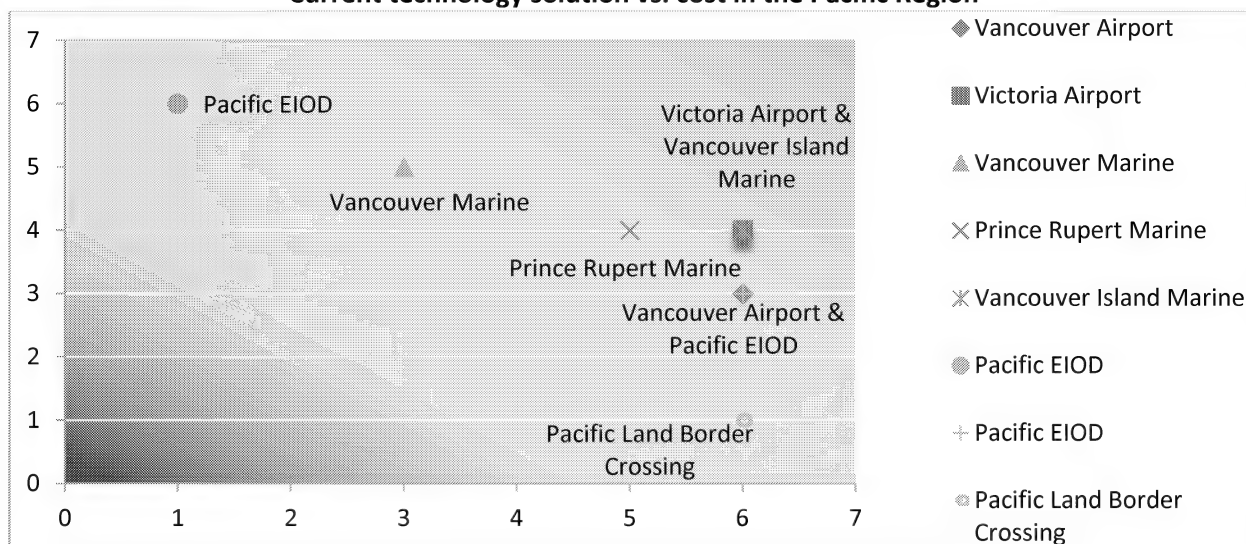 Current technology solution vs. cost in the Pacific Region
7
6
5
4
3
2
1
0
0 1 2 3 4 5 6 7
Pacific EIOD
Victoria Airport &
Vancouver Island
Marine
Vancouver Marine
Prince Rupert Marine
Vancouver Airport &
Pacific EIOD
Pacific Land Border
Crossing
Vancouver Airport
Victoria Airport
Vancouver Marine
Prince Rupert Marine
Vancouver Island Marine
Pacific EIOD
Pacific EIOD
Pacific Land Border
Crossing